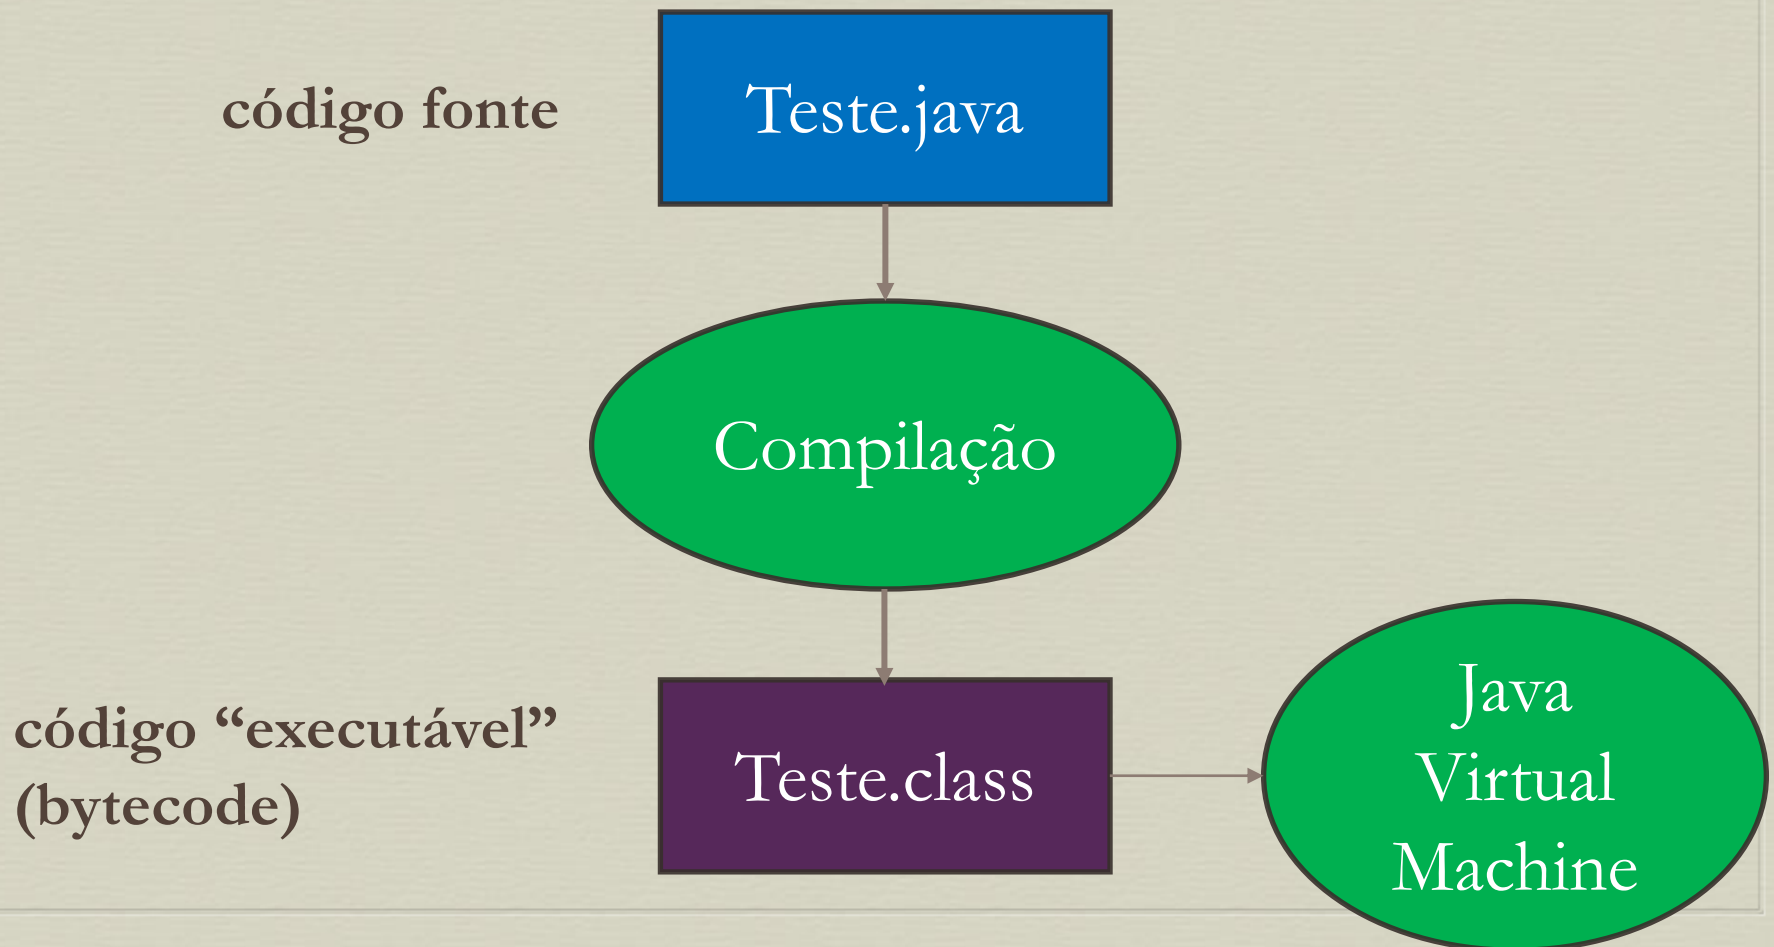 código fonte
Teste.java
Compilação
código “executável”
(bytecode)
Teste.class
Java
Virtual
Machine